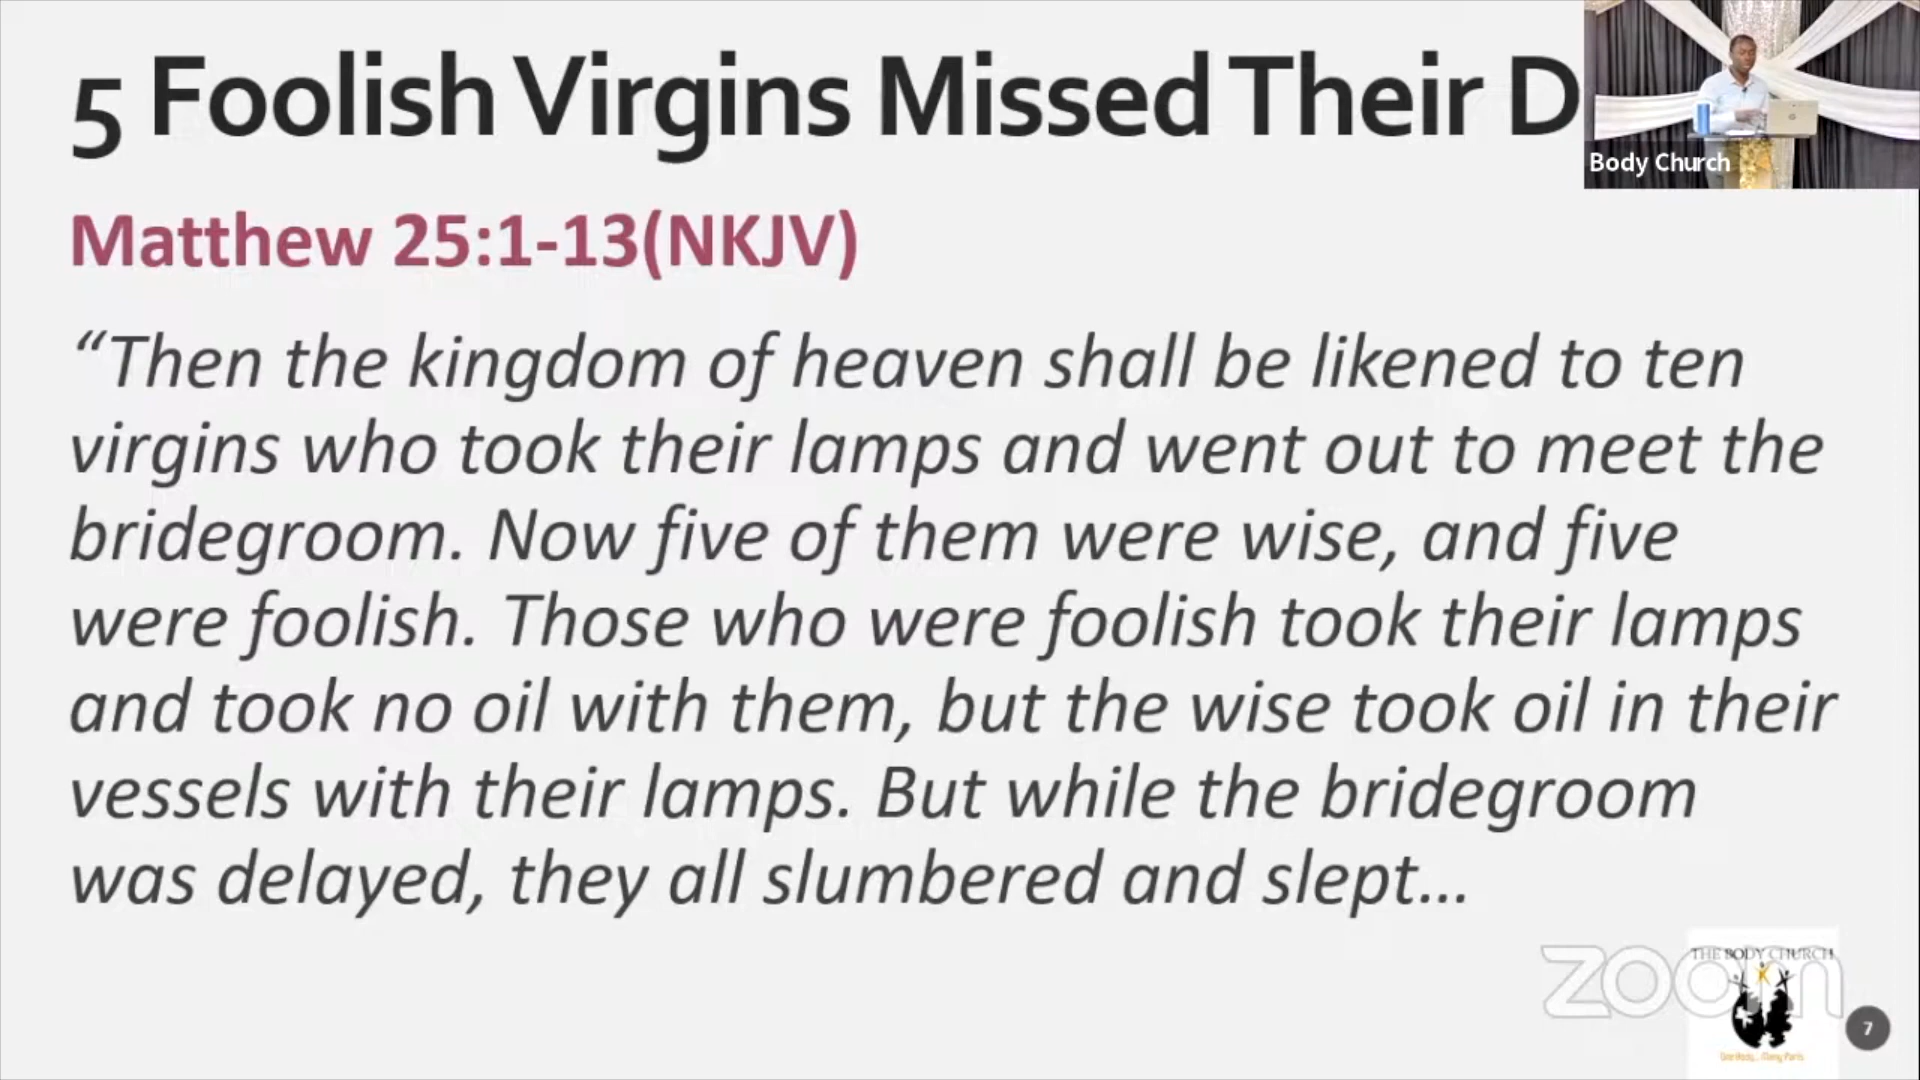 5 Foolish Virgins Missed Their D
Body Church
Matthew 25:1-13(NKJV)
“Then the kingdom of heaven shall be likened to ten
virgins who took their lamps and went out to meet the
bridegroom. Now five of them were wise, and five
were foolish. Those who were foolish took their lamps
and took no oil with them, but the wise took oil in their
vessels with their lamps. But while the bridegroom
was delayed, they all slumbered and slept...
zoom
THE BODY CHURCH
One Body... Many Parts
7